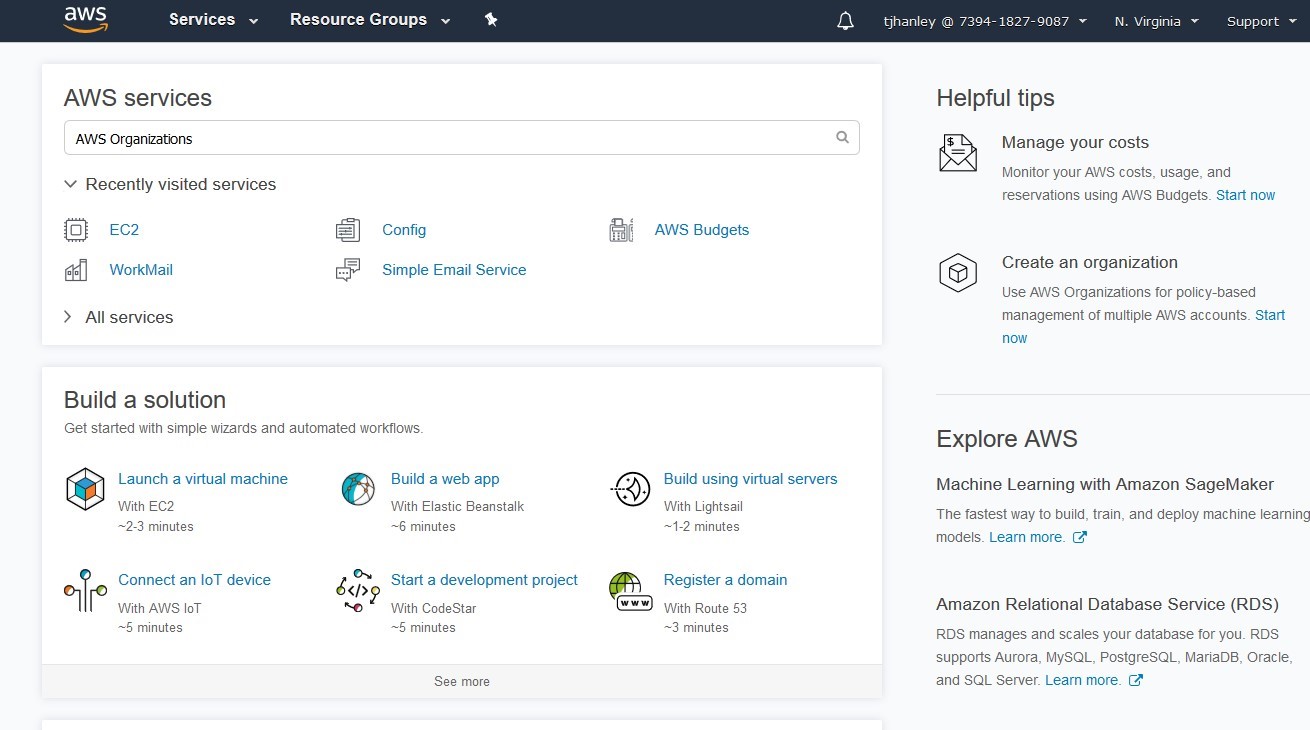 aws
Services
Resource Groups
tjhanley @ 7394-1827-9087
N. Virginia
Support
AWS services
AWS Organizations
Recently visited services
EC2
Config
AWS Budgets
WorkMail
Simple Email Service
All services
Build a solution
Get started with simple wizards and automated workflows.
Launch a virtual machine
With EC2
~2-3 minutes
Build a web app
With Elastic Beanstalk
~6 minutes
Build using virtual servers
With Lightsail
~1-2 minutes
Connect an IoT device
With AWS IoT
~5 minutes
Start a development project
With CodeStar
~5 minutes
WWW
Register a domain
With Route 53
~3 minutes
See more
Helpful tips
$
Manage your costs
Monitor your AWS costs, usage, and
reservations using AWS Budgets. Start now
Create an organization
Use AWS Organizations for policy-based
management of multiple AWS accounts. Start
now
Explore AWS
Machine Learning with Amazon SageMaker
The fastest way to build, train, and deploy machine learning
models. Learn more.
Amazon Relational Database Service (RDS)
RDS manages and scales your database for you. RDS
supports Aurora, MySQL, PostgreSQL, MariaDB, Oracle,
and SQL Server. Learn more.